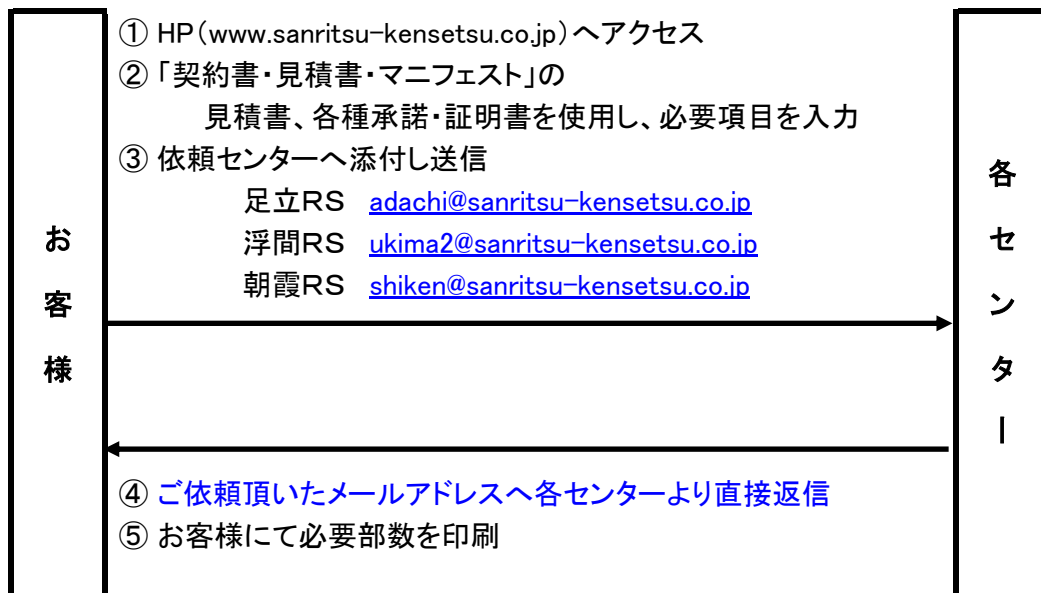 ① HP(www.sanritsu-kensetsu.co.jp)へアクセス
② 「契約書・見積書・マニフェスト」の
見積書、各種承諾・証明書を使用し、必要項目を入力
③ 依頼センターへ添付し送信
足立RS adachi@sanritsu-kensetsu.co.jp
浮間RS ukima2@sanritsu-kensetsu.co.jp
朝霞RS shiken@sanritsu-kensetsu.co.jp
お客様
各センター
④ ご依頼頂いたメールアドレスへ各センターより直接返信
⑤ お客様にて必要部数を印刷